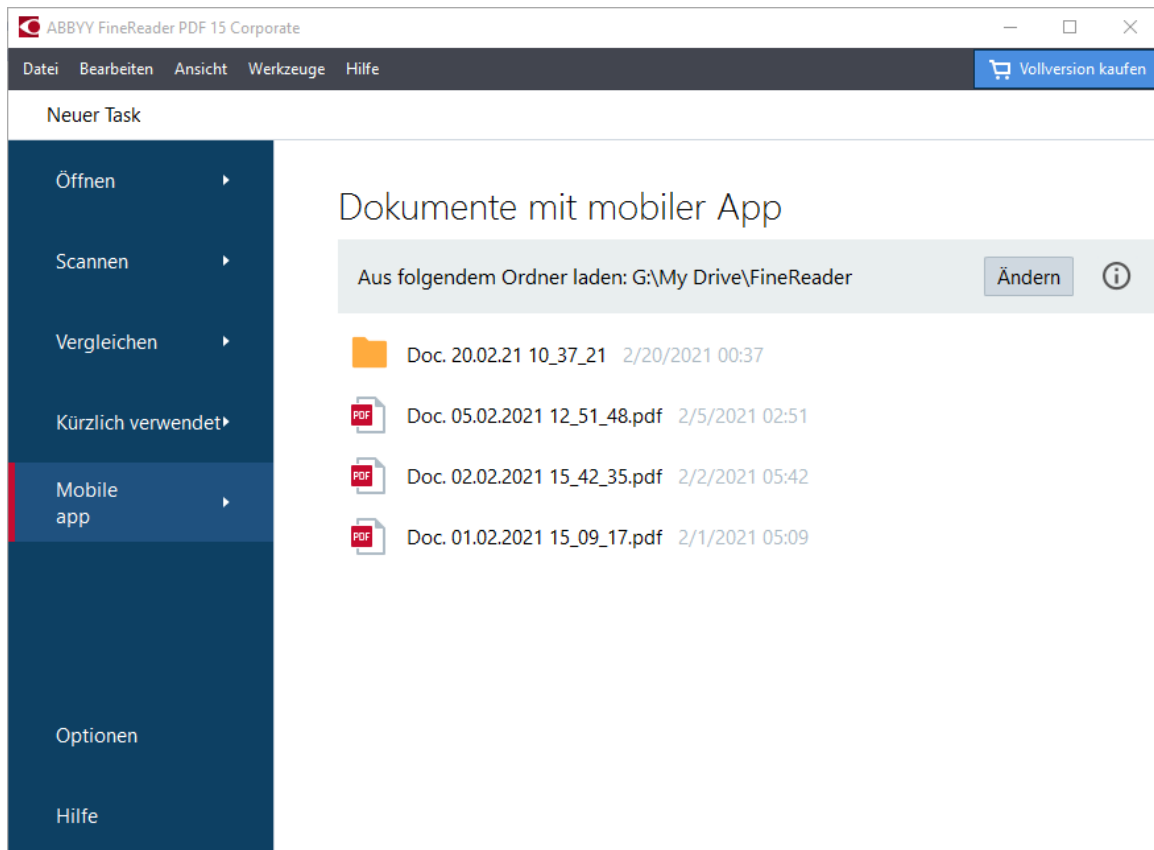 ABBYY FineReader PDF 15 Corporate
Datei Bearbeiten Ansicht Werkzeuge Hilfe Vollversion kaufen
Neuer Task
Öffnen
Scannen
Vergleichen
Kürzlich verwendet
Mobile
app
Optionen
Hilfe
Dokumente mit mobiler App
Aus folgendem Ordner laden: G:\My Drive\FineReader Ändern
Doc. 20.02.21 10_37_21 2/20/2021 00:37
PDF Doc. 05.02.2021 12_51_48.pdf 2/5/2021 02:51
PDF Doc. 02.02.2021 15_42_35.pdf 2/2/2021 05:42
PDF Doc. 01.02.2021 15_09_17.pdf 2/1/2021 05:09